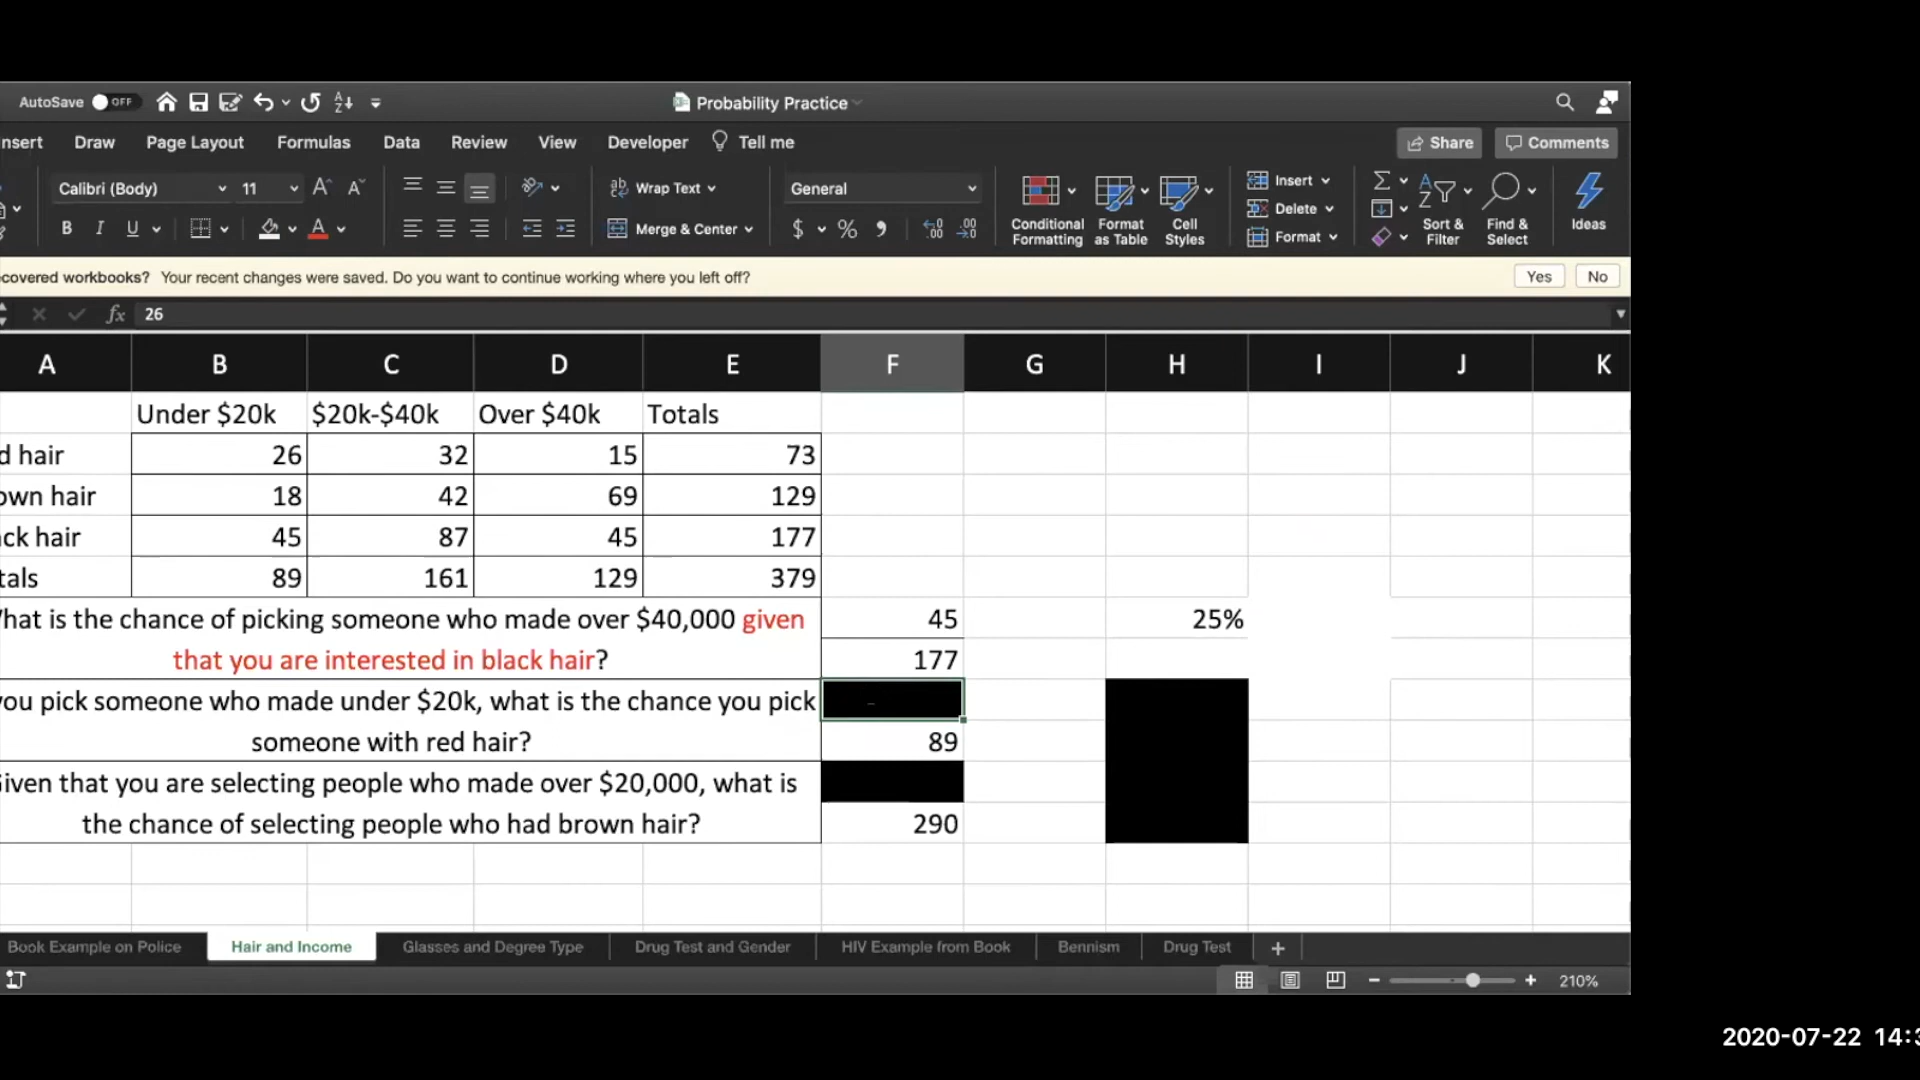 AutoSave OFF Probability Practice
nsert Draw Page Layout Formulas Data Review View Developer Tell me Share Comments
Calibri (Body) 11 A A Wrap Text General Insert
B I U A Merge & Center $ % Conditional Formatting Format as Table Cell Styles Delete Format Sort & Filter Find & Select Ideas
covered workbooks? Your recent changes were saved. Do you want to continue working where you left off? Yes No
fx 26
A B C D E F G H I J K
Under $20k $20k-$40k Over $40k Totals
d hair 26 32 15 73
own hair 18 42 69 129
ck hair 45 87 45 177
tals 89 161 129 379
hat is the chance of picking someone who made over $40,000 given 45 25%
that you are interested in black hair? 177
you pick someone who made under $20k, what is the chance you pick
someone with red hair? 89
iven that you are selecting people who made over $20,000, what is
the chance of selecting people who had brown hair? 290
Book Example on Police Hair and Income Glasses and Degree Type Drug Test and Gender HIV Example from Book Bennism Drug Test +
210%
2020-07-22 14:3